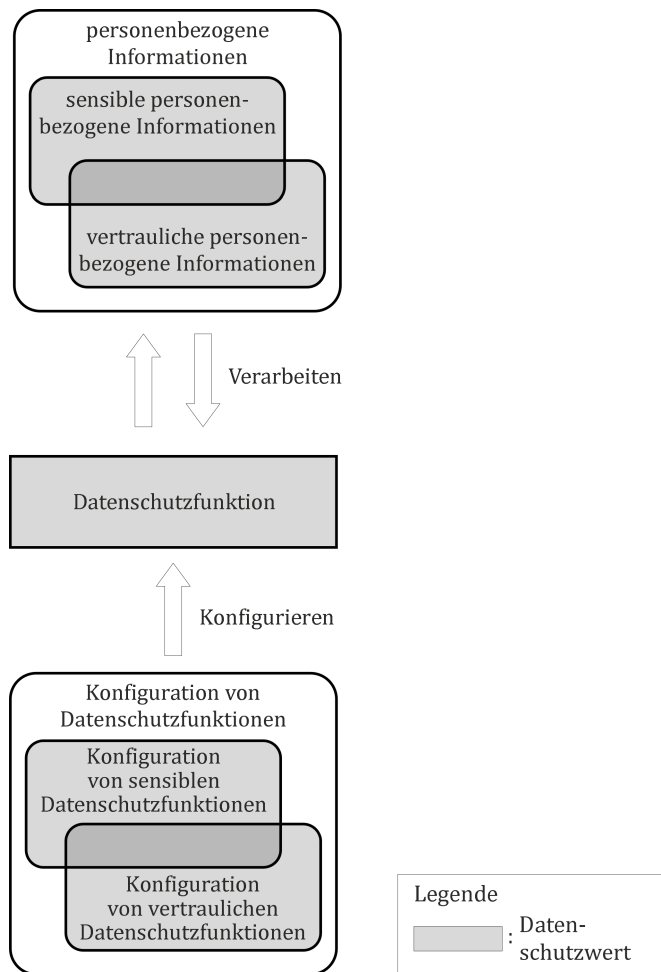 personenbezogene
Informationen
sensible personen-
bezogene Informationen
vertrauliche personen-
bezogene Informationen
Verarbeiten
Datenschutzfunktion
Konfigurieren
Konfiguration von
Datenschutzfunktionen
Konfiguration
von sensiblen
Datenschutzfunktionen
Konfiguration
von vertraulichen
Datenschutzfunktionen
Legende
: Daten-
schutzwert